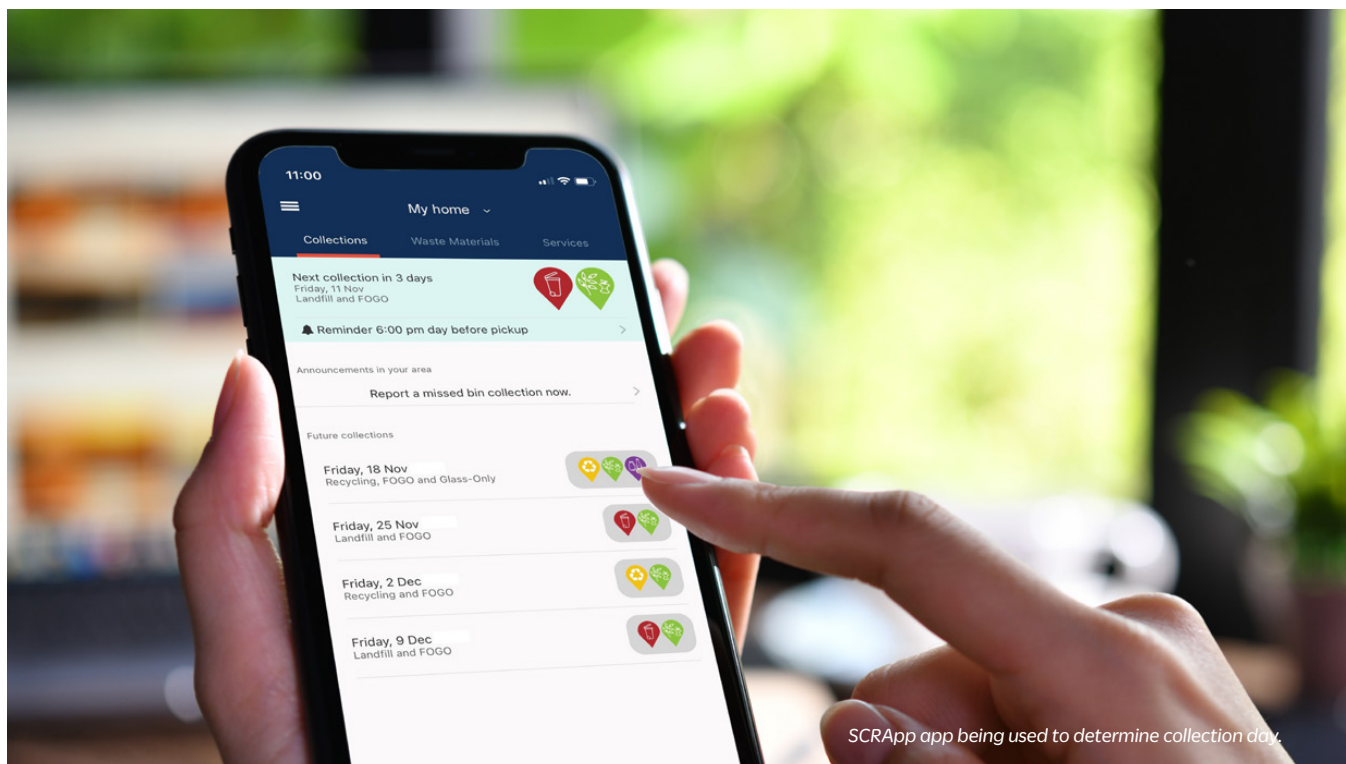 11:00
My home
Collections Waste Materials Services
Next collection in 3 days
Friday, 11 Nov
Landfill and FOGO
Reminder 6:00 pm day before pickup
Announcements in your area
Report a missed bin collection now.
Future collections
Friday, 18 Nov
Recycling, FOGO and Glass-Only
Friday, 25 Nov
Landfill and FOGO
Friday, 2 Dec
Recycling and FOGO
Friday, 9 Dec
Landfill and FOGO
SCRApp app being used to determine collection day.